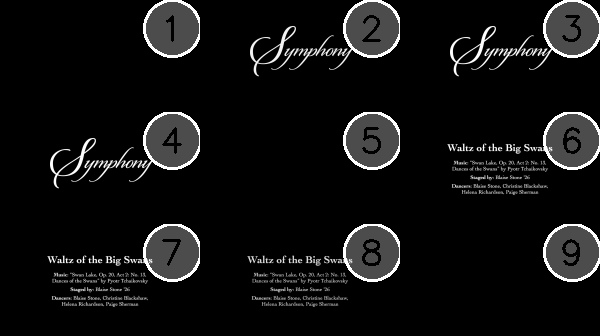 1
2
Symphony
3
Symphony
4
Symphony
5
6
Waltz of the Big Swans
Music: "Swan Lake, Op. 20, Act 2: No. 13,
Dances of the Swans" by Pyotr Tchaikovsky
Staged by: Blaise Stone '26
Dancers: Blaise Stone, Christine Blackshaw,
Helena Richardson, Paige Sherman
7
Waltz of the Big Swans
Music: "Swan Lake, Op. 20, Act 2: No. 13,
Dances of the Swans" by Pyotr Tchaikovsky
Staged by: Blaise Stone '26
Dancers: Blaise Stone, Christine Blackshaw,
Helena Richardson, Paige Sherman
8
Waltz of the Big Swans
Music: "Swan Lake, Op. 20, Act 2: No. 13,
Dances of the Swans" by Pyotr Tchaikovsky
Staged by: Blaise Stone '26
Dancers: Blaise Stone, Christine Blackshaw,
Helena Richardson, Paige Sherman
9